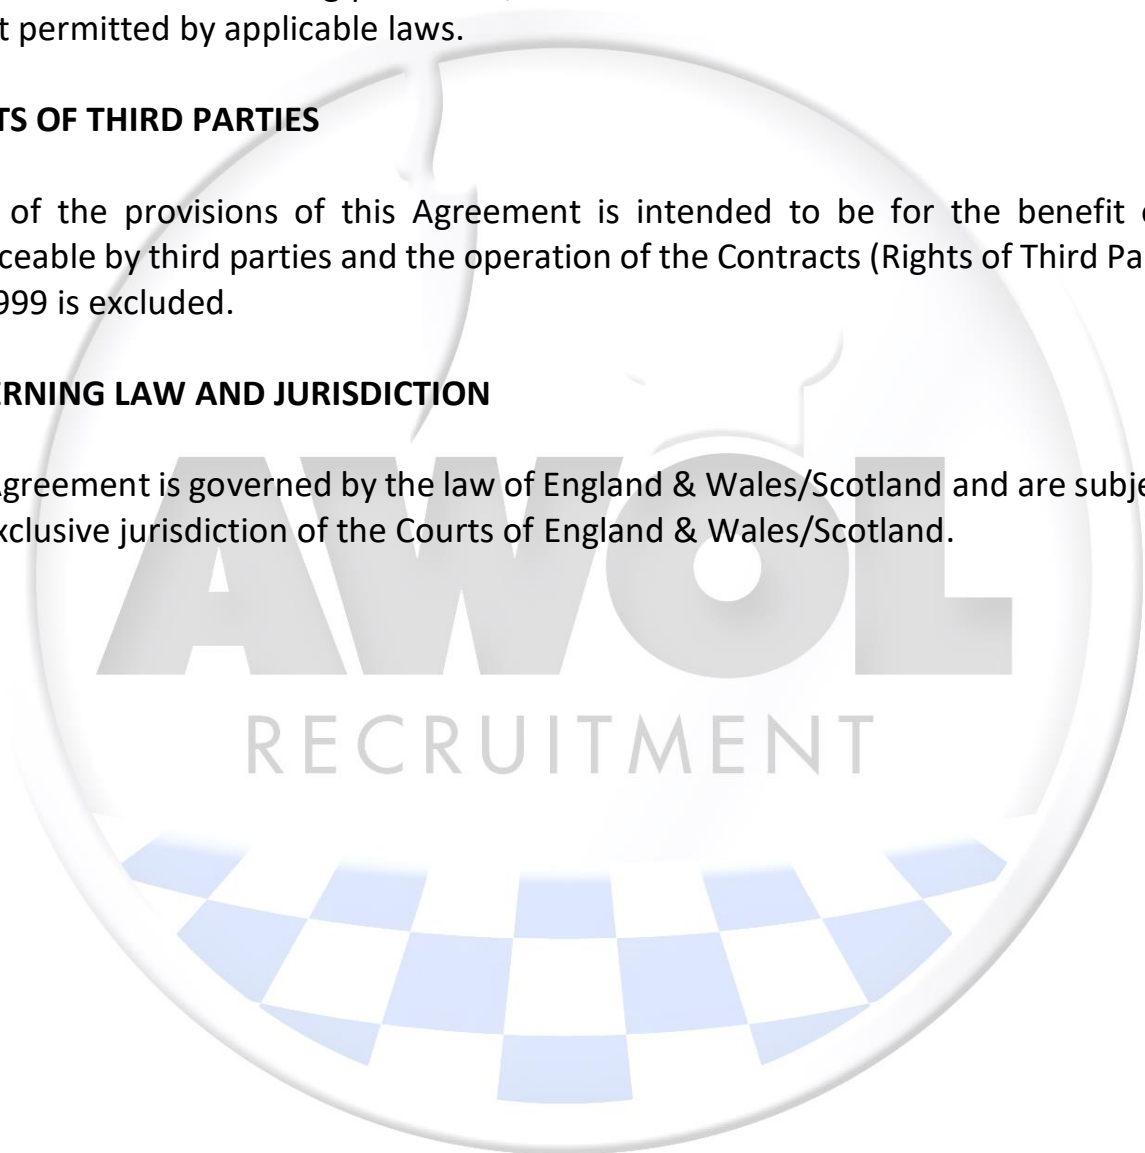 t permitted by applicable laws.
TS OF THIRD PARTIES
of the provisions of this Agreement is intended to be for the benefit
ceable by third parties and the operation of the Contracts (Rights of Third Pa
999 is excluded.
ERNING LAW AND JURISDICTION
Agreement is governed by the law of England & Wales/Scotland and are subje
xclusive jurisdiction of the Courts of England & Wales/Scotland.
AWOL
RECRUITMENT